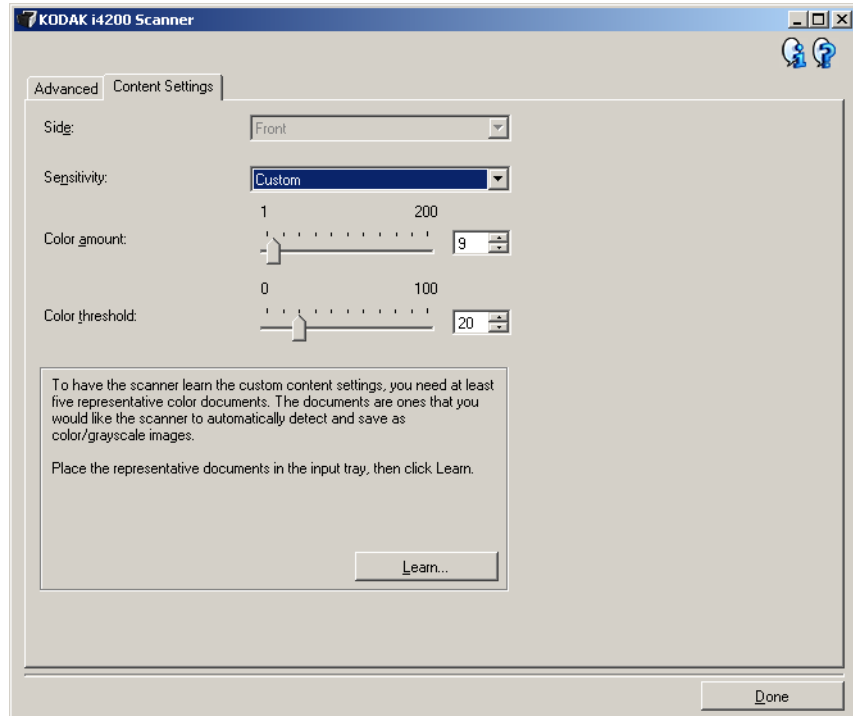 KODAK i4200 Scanner
Advanced Content Settings
Side: Front
Sensitivity: Custom
1 200
Color amount: 9
0 100
Color threshold: 20
To have the scanner learn the custom content settings, you need at least
five representative color documents. The documents are ones that you
would like the scanner to automatically detect and save as
color/grayscale images.
Place the representative documents in the input tray, then click Learn.
Learn...
Done